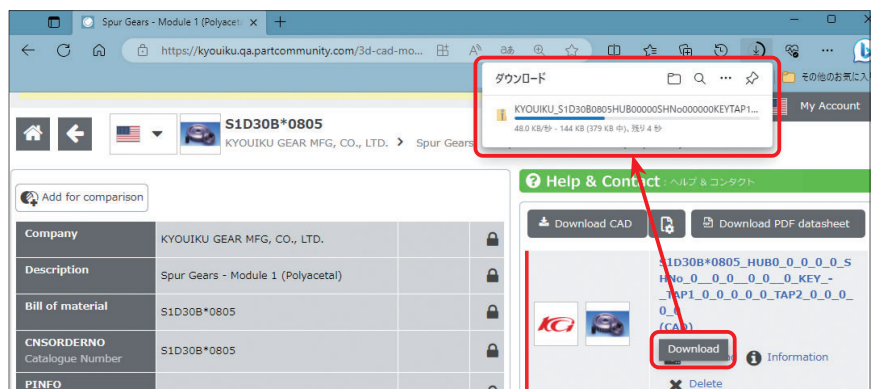 Spur Gears - Module 1 (Polyacet
https://kyouiku.qa.partcommunity.com/3d-cad-mo...
その他のお気に入
ダウンロード
KYOUIKU_S1D30B0805HUB00000SHNo000000KEYTAP1...
48.0 KB/秒 - 144 KB (379 KB 中)、残り 4 秒
My Account
S1D30B*0805
KYOUIKU GEAR MFG, CO., LTD. > Spur Gears
Help & Contact : ヘルプ & コンタクト
Add for comparison
Download CAD
Download PDF datasheet
Company
KYOUIKU GEAR MFG, CO., LTD.
Description
Spur Gears - Module 1 (Polyacetal)
Bill of material
S1D30B*0805
CNSORDERNO
Catalogue Number
S1D30B*0805
PINFO
S1D30B*0805_HUB0_0_0_0_0_S
HNo_0__0_0__0_0__0_KEY_-
_TAP1_0_0_0_0_0_TAP2_0_0_0_
0_0
(CAD)
KCI
Download
Information
Delete